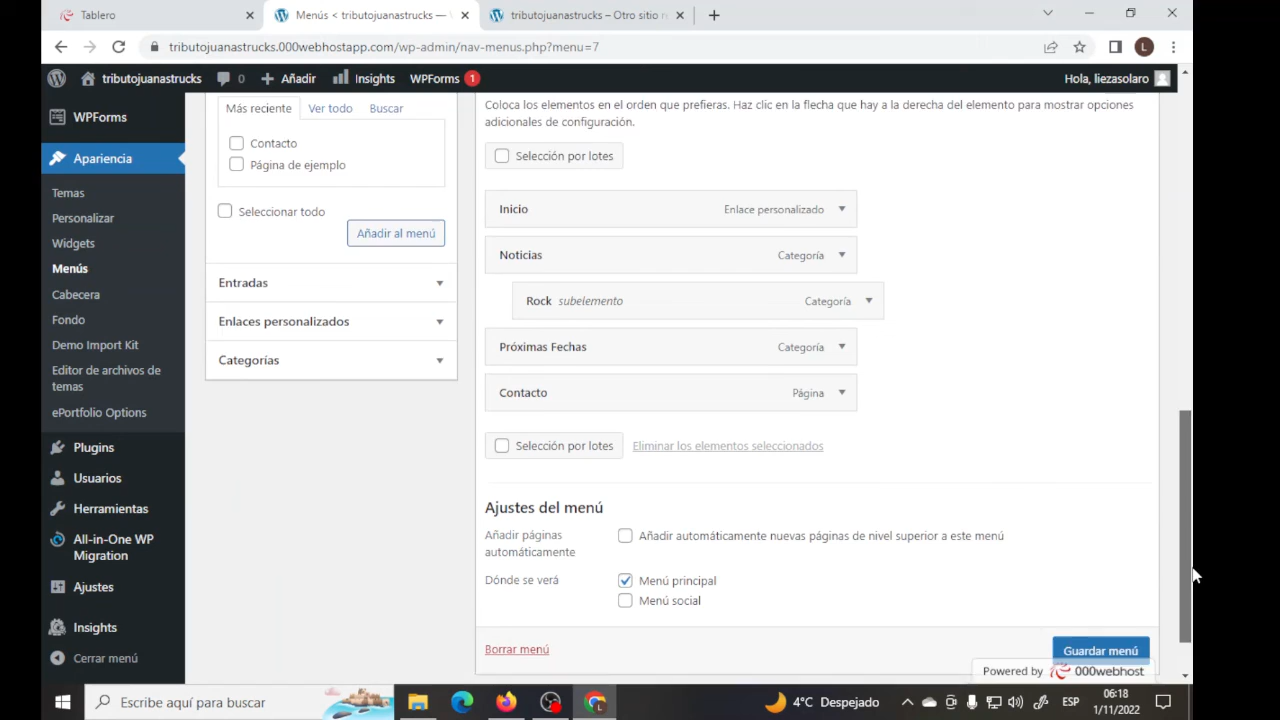 Tablero
Menús < tributojuanastrucks — W
tributojuanastrucks – Otro sitio r
tributojuanastrucks.000webhostapp.com/wp-admin/nav-menus.php?menu=7
L
tributojuanastrucks
0
Añadir
Insights
WPForms
1
Hola, liezasolaro
WPForms
Apariencia
Temas
Personalizar
Widgets
Menús
Cabecera
Fondo
Demo Import Kit
Editor de archivos de
temas
ePortfolio Options
Plugins
Usuarios
Herramientas
All-in-One WP
Migration
Ajustes
Insights
Cerrar menú
Más reciente
Ver todo
Buscar
Contacto
Página de ejemplo
Seleccionar todo
Añadir al menú
Entradas
Enlaces personalizados
Categorías
Coloca los elementos en el orden que prefieras. Haz clic en la flecha que hay a la derecha del elemento para mostrar opciones
adicionales de configuración.
Selección por lotes
Inicio Enlace personalizado
Noticias Categoría
Rock subelemento Categoría
Próximas Fechas Categoría
Contacto Página
Selección por lotes Eliminar los elementos seleccionados
Ajustes del menú
Añadir páginas
automáticamente
Añadir automáticamente nuevas páginas de nivel superior a este menú
Dónde se verá
Menú principal
Menú social
Borrar menú
Guardar menú
Powered by 000webhost
Escribe aquí para buscar
4°C Despejado
ESP
06:18
1/11/2022